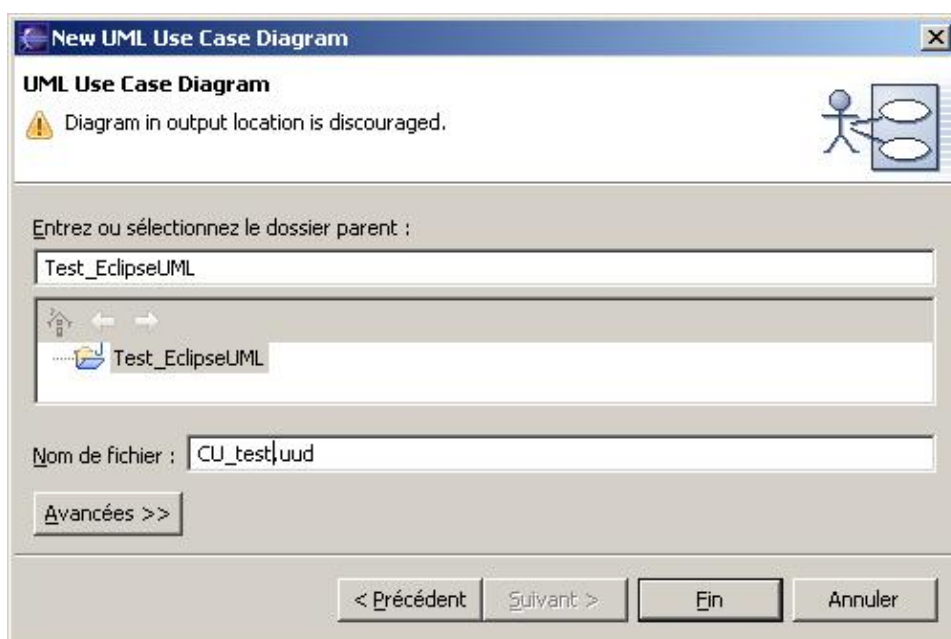 New UML Use Case Diagram
UML Use Case Diagram
Diagram in output location is discouraged.
Entrez ou sélectionnez le dossier parent :
Test_EclipseUML
Test_EclipseUML
Nom de fichier : CU_test.uud
Avancées >>
< Précédent Suivant > Fin Annuler